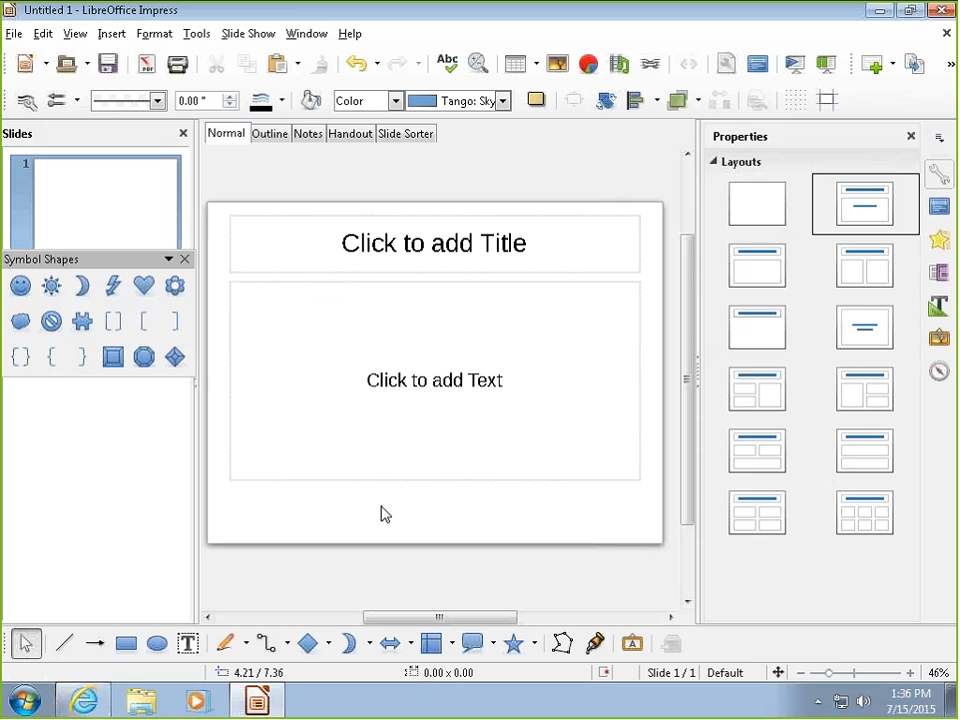 Untitled 1 - LibreOffice Impress
File Edit View Insert Format Tools Slide Show Window Help
Abc
0.00 " Color Tango: Sky
Slides
Normal Outline Notes Handout Slide Sorter
Properties
1
Layouts
Symbol Shapes
Click to add Title
Click to add Text
4.21 / 7.36 0.00 x 0.00 Slide 1 / 1 Default 46%
1:36 PM
7/15/2015